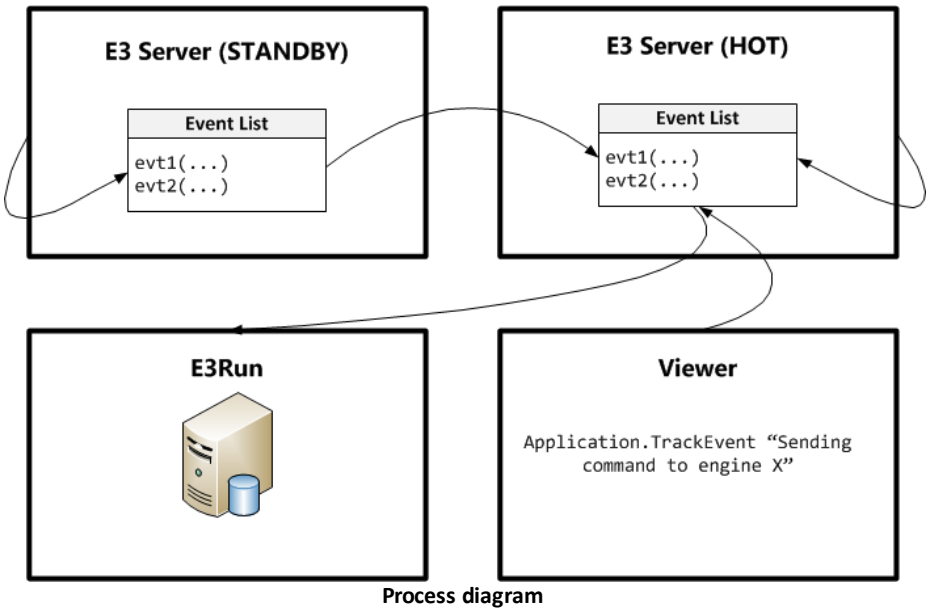 E3 Server (STANDBY)
Event List
evt1(...)
evt2(...)
E3 Server (HOT)
Event List
evt1(...)
evt2(...)
E3Run
Viewer
Application.TrackEvent “Sending
command to engine X”
Process diagram